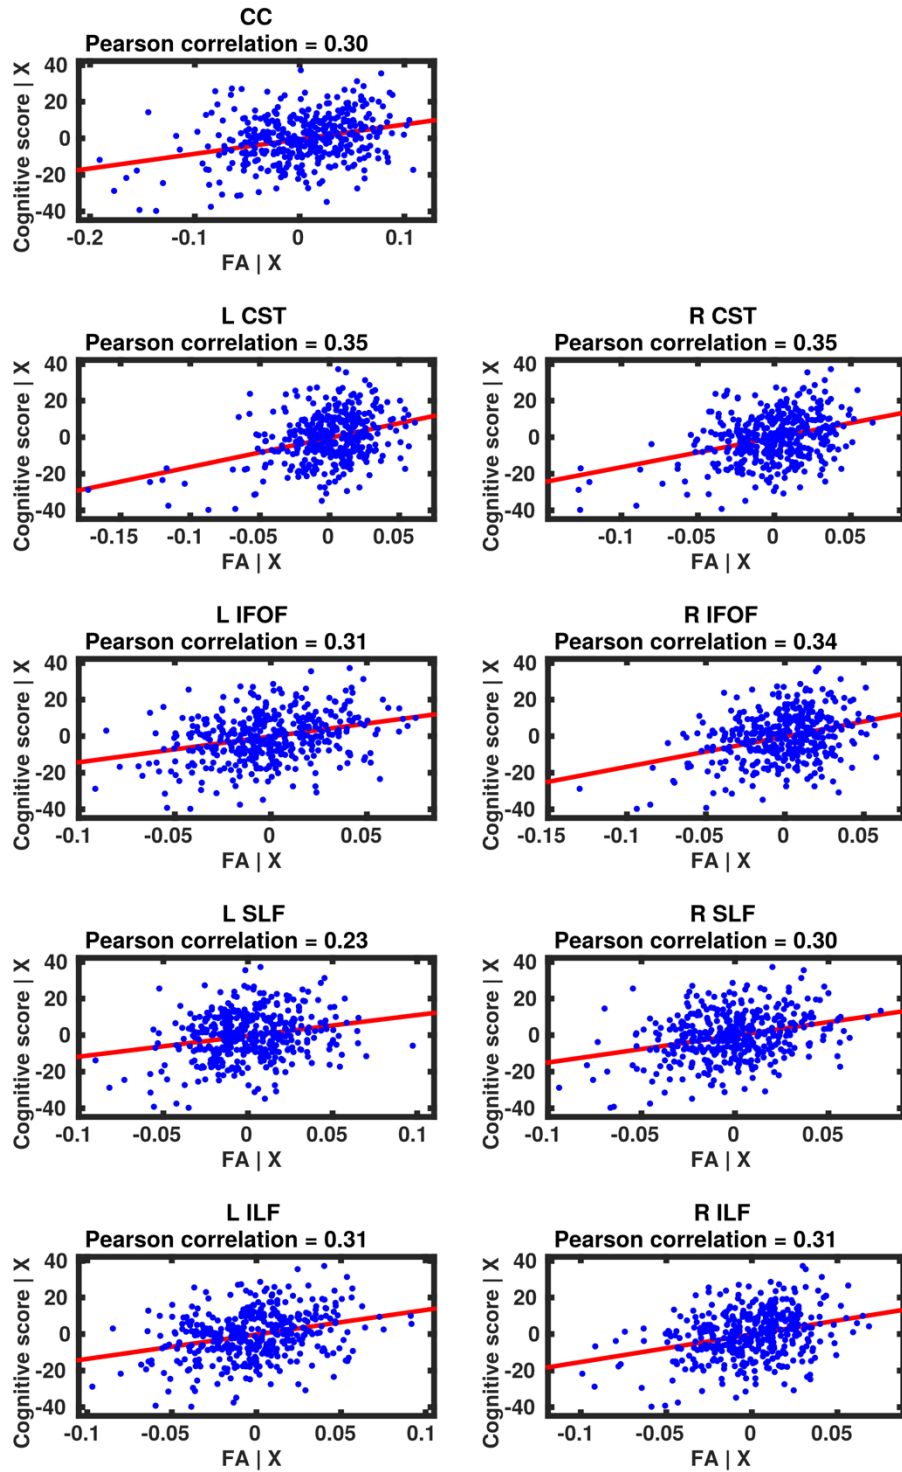 CC
Pearson correlation = 0.30
Cognitive score | X
40
20
0
-20
-40
-0.2 -0.1 0 0.1
FA | X
L CST
Pearson correlation = 0.35
Cognitive score | X
40
20
0
-20
-40
-0.15 -0.1 -0.05 0 0.05
FA | X
R CST
Pearson correlation = 0.35
Cognitive score | X
40
20
0
-20
-40
-0.1 -0.05 0 0.05
FA | X
L IFOF
Pearson correlation = 0.31
Cognitive score | X
40
20
0
-20
-40
-0.1 -0.05 0 0.05
FA | X
R IFOF
Pearson correlation = 0.34
Cognitive score | X
40
20
0
-20
-40
-0.15 -0.1 -0.05 0 0.05
FA | X
L SLF
Pearson correlation = 0.23
Cognitive score | X
40
20
0
-20
-40
-0.1 -0.05 0 0.05 0.1
FA | X
R SLF
Pearson correlation = 0.30
Cognitive score | X
40
20
0
-20
-40
-0.1 -0.05 0 0.05
FA | X
L ILF
Pearson correlation = 0.31
Cognitive score | X
40
20
0
-20
-40
-0.1 -0.05 0 0.05 0.1
FA | X
R ILF
Pearson correlation = 0.31
Cognitive score | X
40
20
0
-20
-40
-0.1 -0.05 0 0.05
FA | X